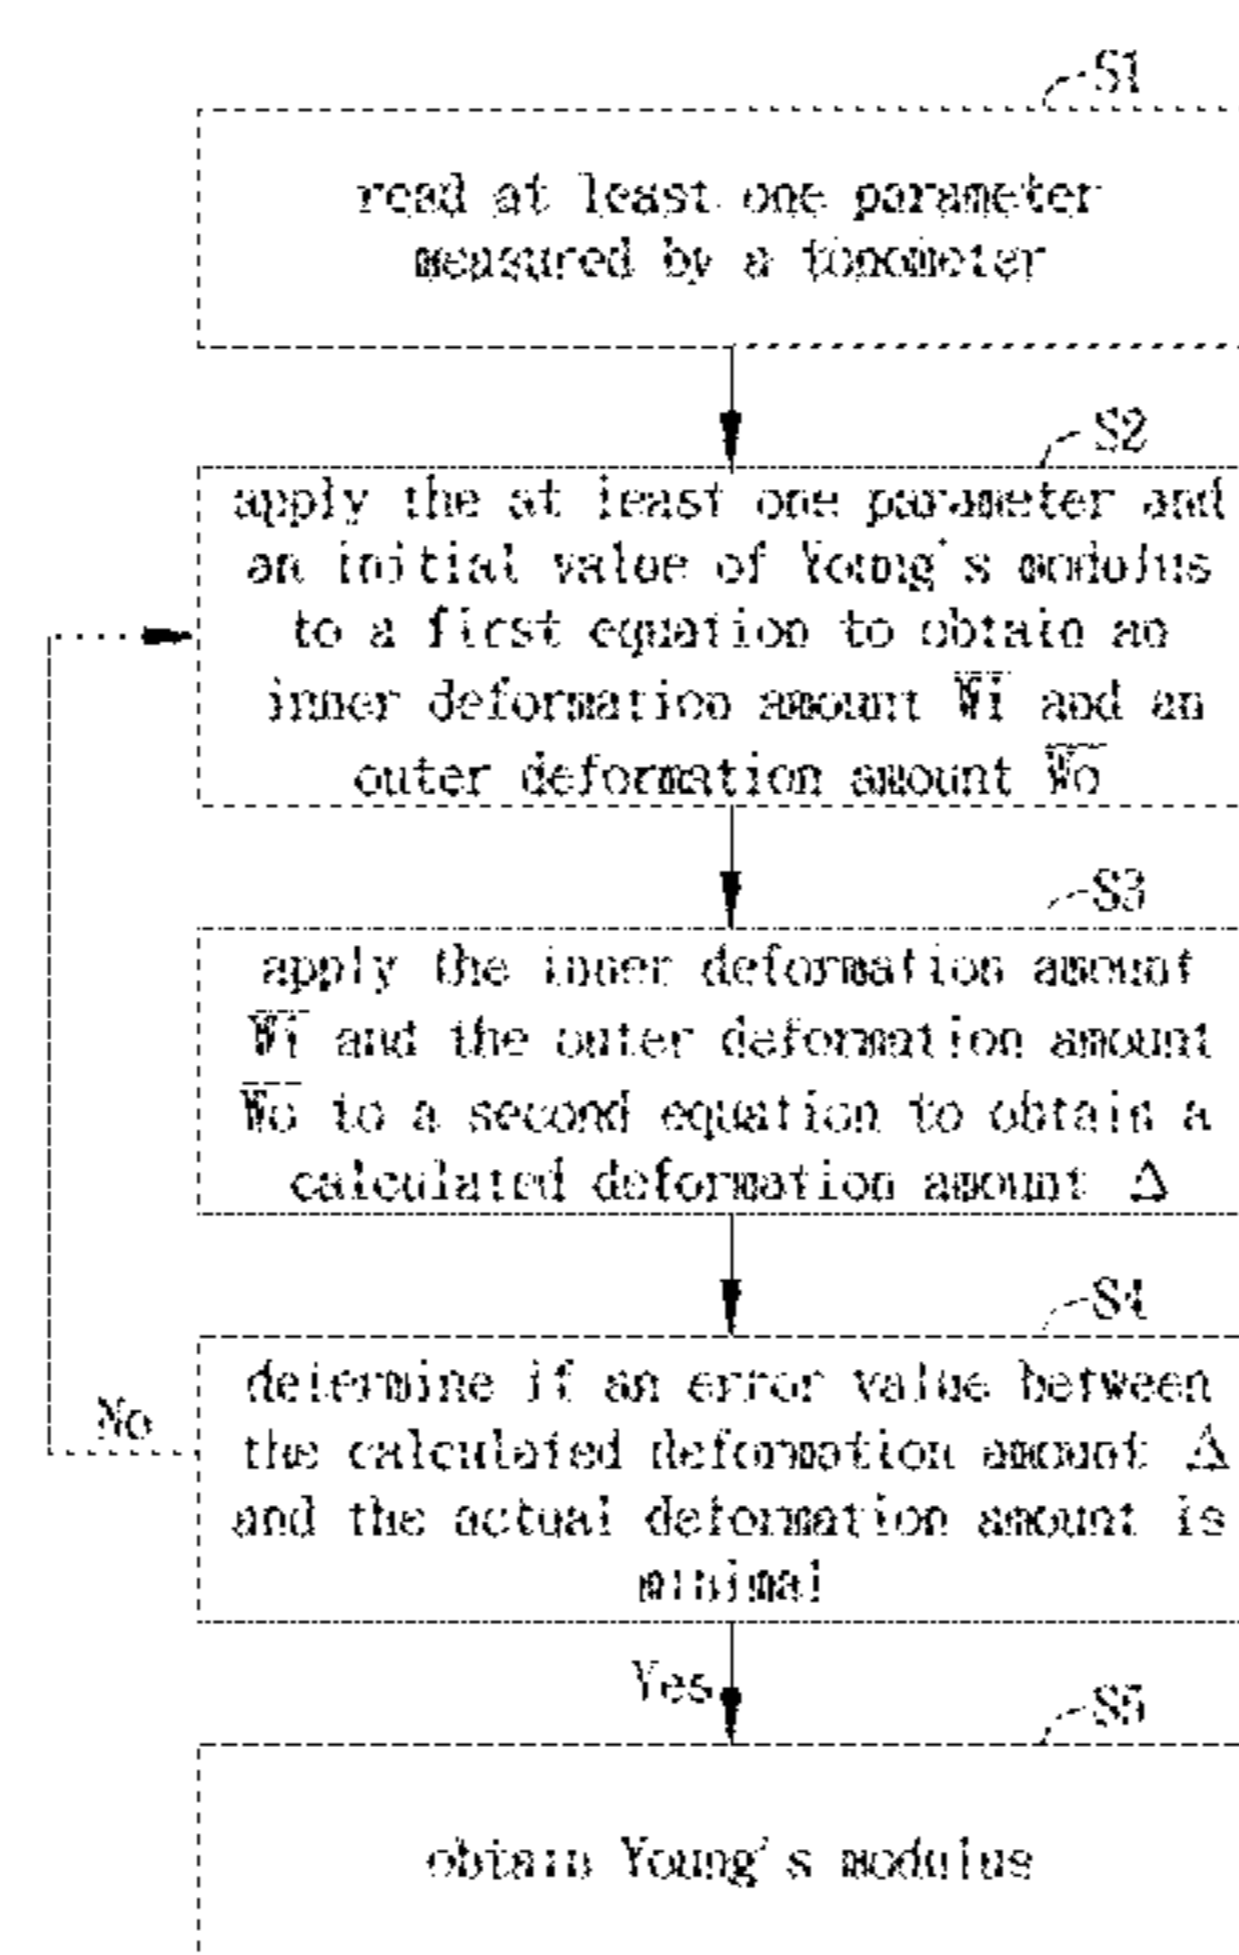 S1
read at least one parameter
measured by a tonometer
S2
apply the at least one parameter and
an initial value of Young's modulus
to a first equation to obtain an
inner deformation amount W̅i̅ and an
outer deformation amount W̅o̅
S3
apply the inner deformation amount
W̅i̅ and the outer deformation amount
W̅o̅ to a second equation to obtain a
calculated deformation amount Δ
S4
determine if an error value between
the calculated deformation amount Δ
and the actual deformation amount is
minimal
No
Yes
S5
obtain Young's modulus